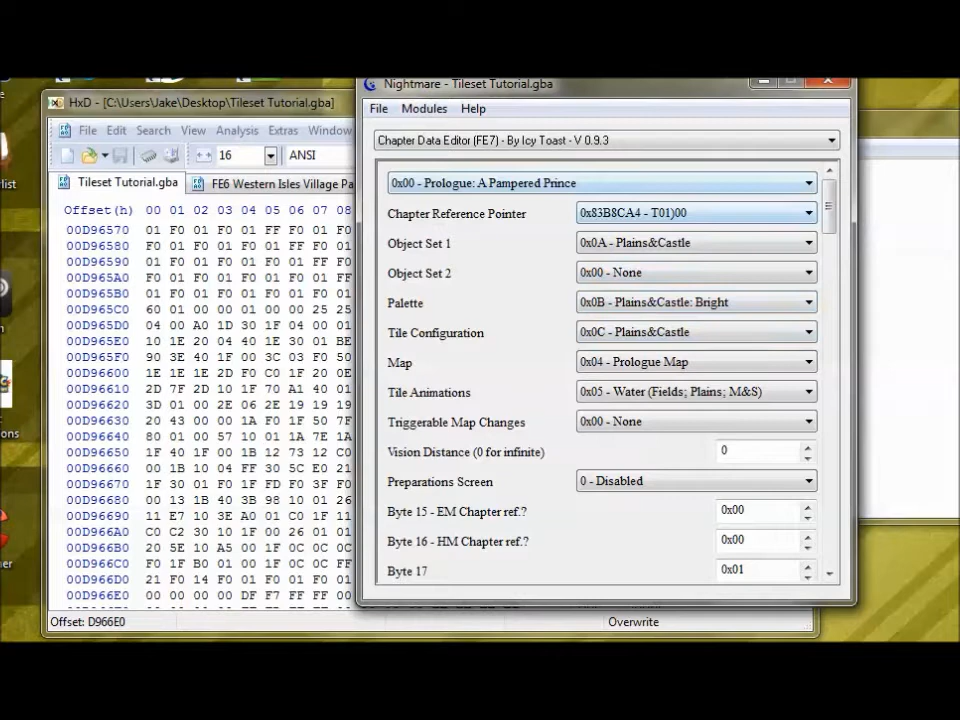 Nightmare - Tileset Tutorial.gba
File Modules Help
Chapter Data Editor (FE7) - By Icy Toast - V 0.9.3
0x00 - Prologue: A Pampered Prince
Chapter Reference Pointer 0x83B8CA4 - T01)00
Object Set 1 0x0A - Plains&Castle
Object Set 2 0x00 - None
Palette 0x0B - Plains&Castle: Bright
Tile Configuration 0x0C - Plains&Castle
Map 0x04 - Prologue Map
Tile Animations 0x05 - Water (Fields; Plains; M&S)
Triggerable Map Changes 0x00 - None
Vision Distance (0 for infinite) 0
Preparations Screen 0 - Disabled
Byte 15 - EM Chapter ref.? 0x00
Byte 16 - HM Chapter ref.? 0x00
Byte 17 0x01
HxD - [C:\Users\Jake\Desktop\Tileset Tutorial.gba]
File Edit Search View Analysis Extras Window
16 ANSI
Tileset Tutorial.gba FE6 Western Isles Village Pa
Offset(h) 00 01 02 03 04 05 06 07 08
00D96570 01 F0 01 F0 01 FF F0 01 F0
00D96580 F0 01 F0 01 F0 01 FF F0 01
00D96590 01 F0 01 F0 01 F0 01 FF F0
00D965A0 F0 01 F0 01 F0 01 F0 01 FF
00D965B0 01 F0 01 F0 01 F0 01 F0 01
00D965C0 60 01 00 00 01 00 00 25 25
00D965D0 04 00 A0 1D 30 1F 04 00 01
00D965E0 10 1E 20 04 40 1E 30 01 BE
00D965F0 90 3E 40 1F 00 3C 03 F0 50
00D96600 1E 1E 1E 2D F0 C0 1F 20 0E
00D96610 2D 7F 2D 10 1F 70 A1 40 01
00D96620 3D 01 00 2E 06 2E 19 19 19
00D96630 20 43 00 00 1A F0 1F 50 7F
00D96640 80 01 00 57 10 01 1A 7E 1A
00D96650 1F 40 1F 00 1B 12 73 12 C0
00D96660 00 1B 10 04 FF 30 5C E0 21
00D96670 1F 30 01 F0 1F FD F0 3F F0
00D96680 00 13 1B 40 3B 98 10 01 26
00D96690 11 E7 10 3E A0 01 C0 1F 11
00D966A0 C0 C2 30 10 1F 00 26 01 01
00D966B0 20 5E 10 A5 00 1F 0C 0C 0C
00D966C0 F0 1F B0 01 00 1F 0C 0C FF
00D966D0 21 F0 14 F0 01 F0 01 F0 01
00D966E0 00 00 00 00 DF F7 FF FF 00
Offset: D966E0 Overwrite
list